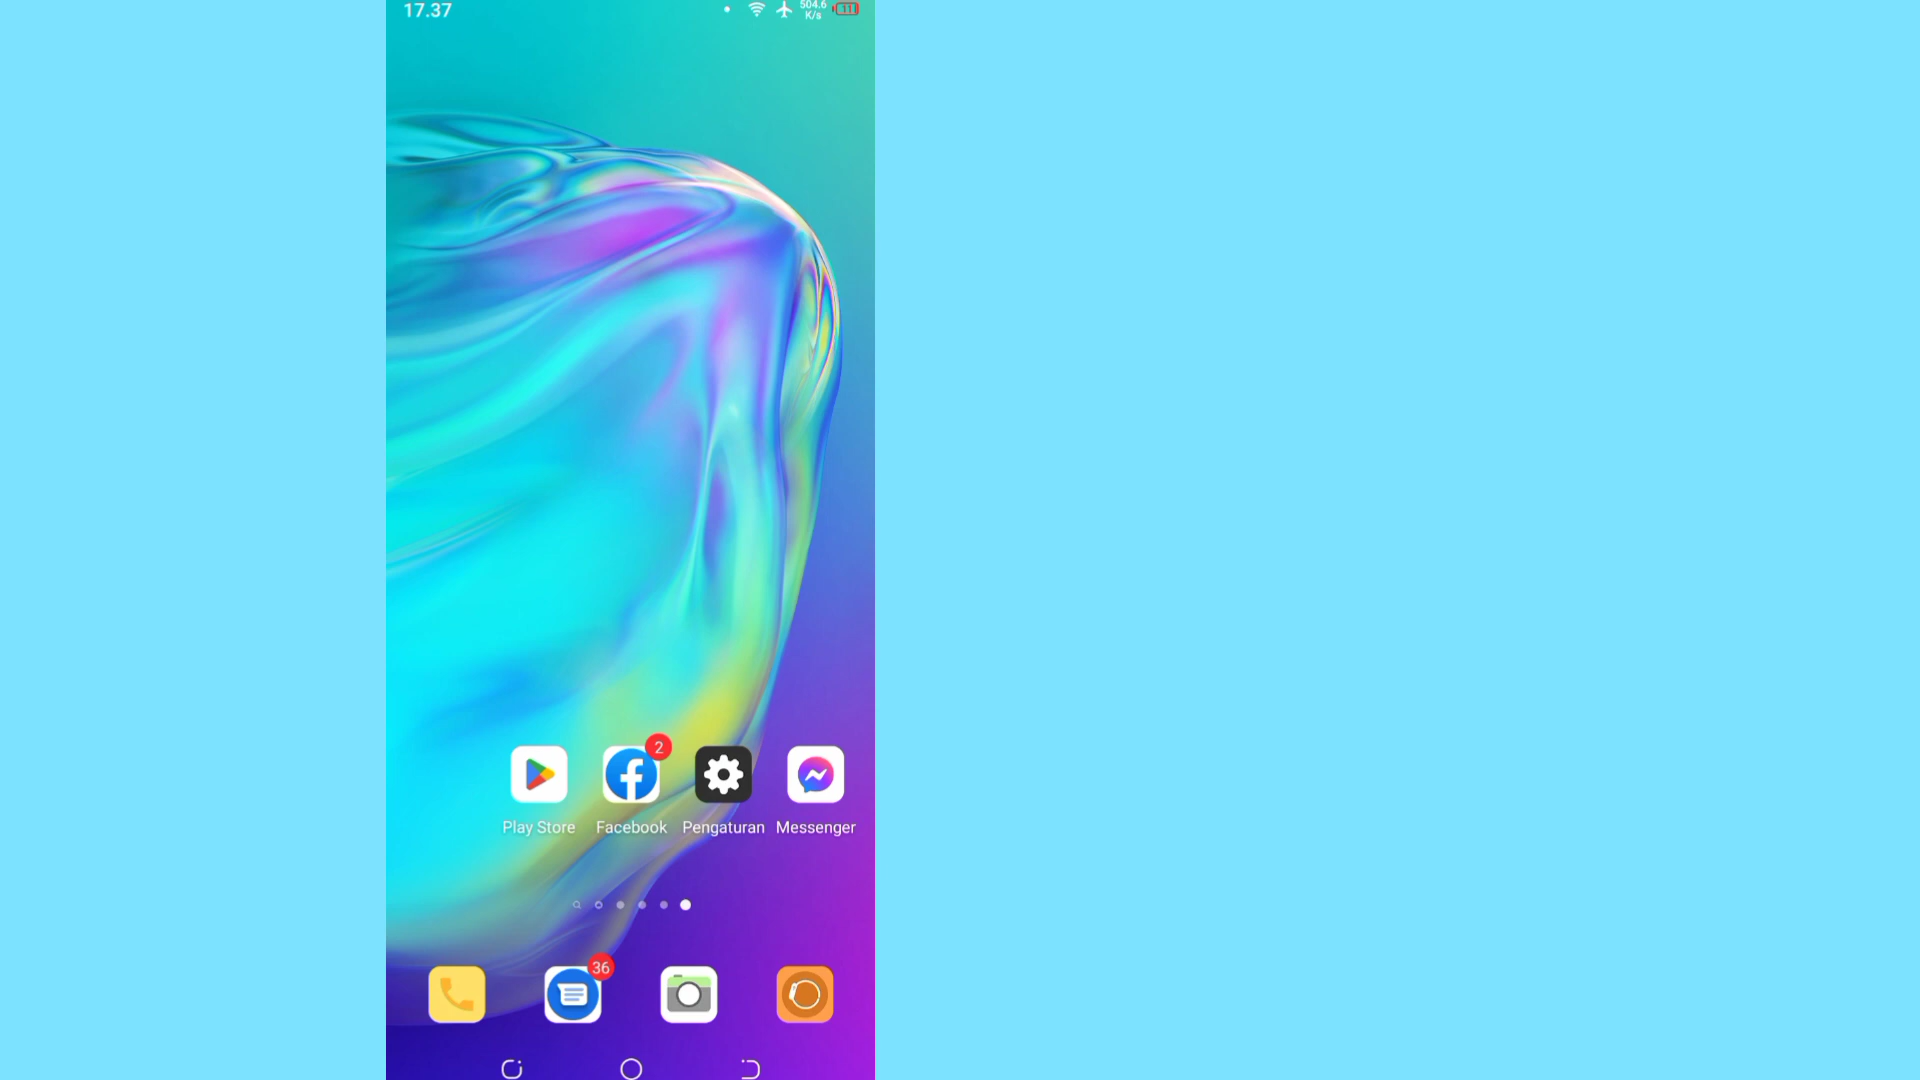 17.37
504.6
K/s
11
2
Play Store
Facebook
Pengaturan
Messenger
36